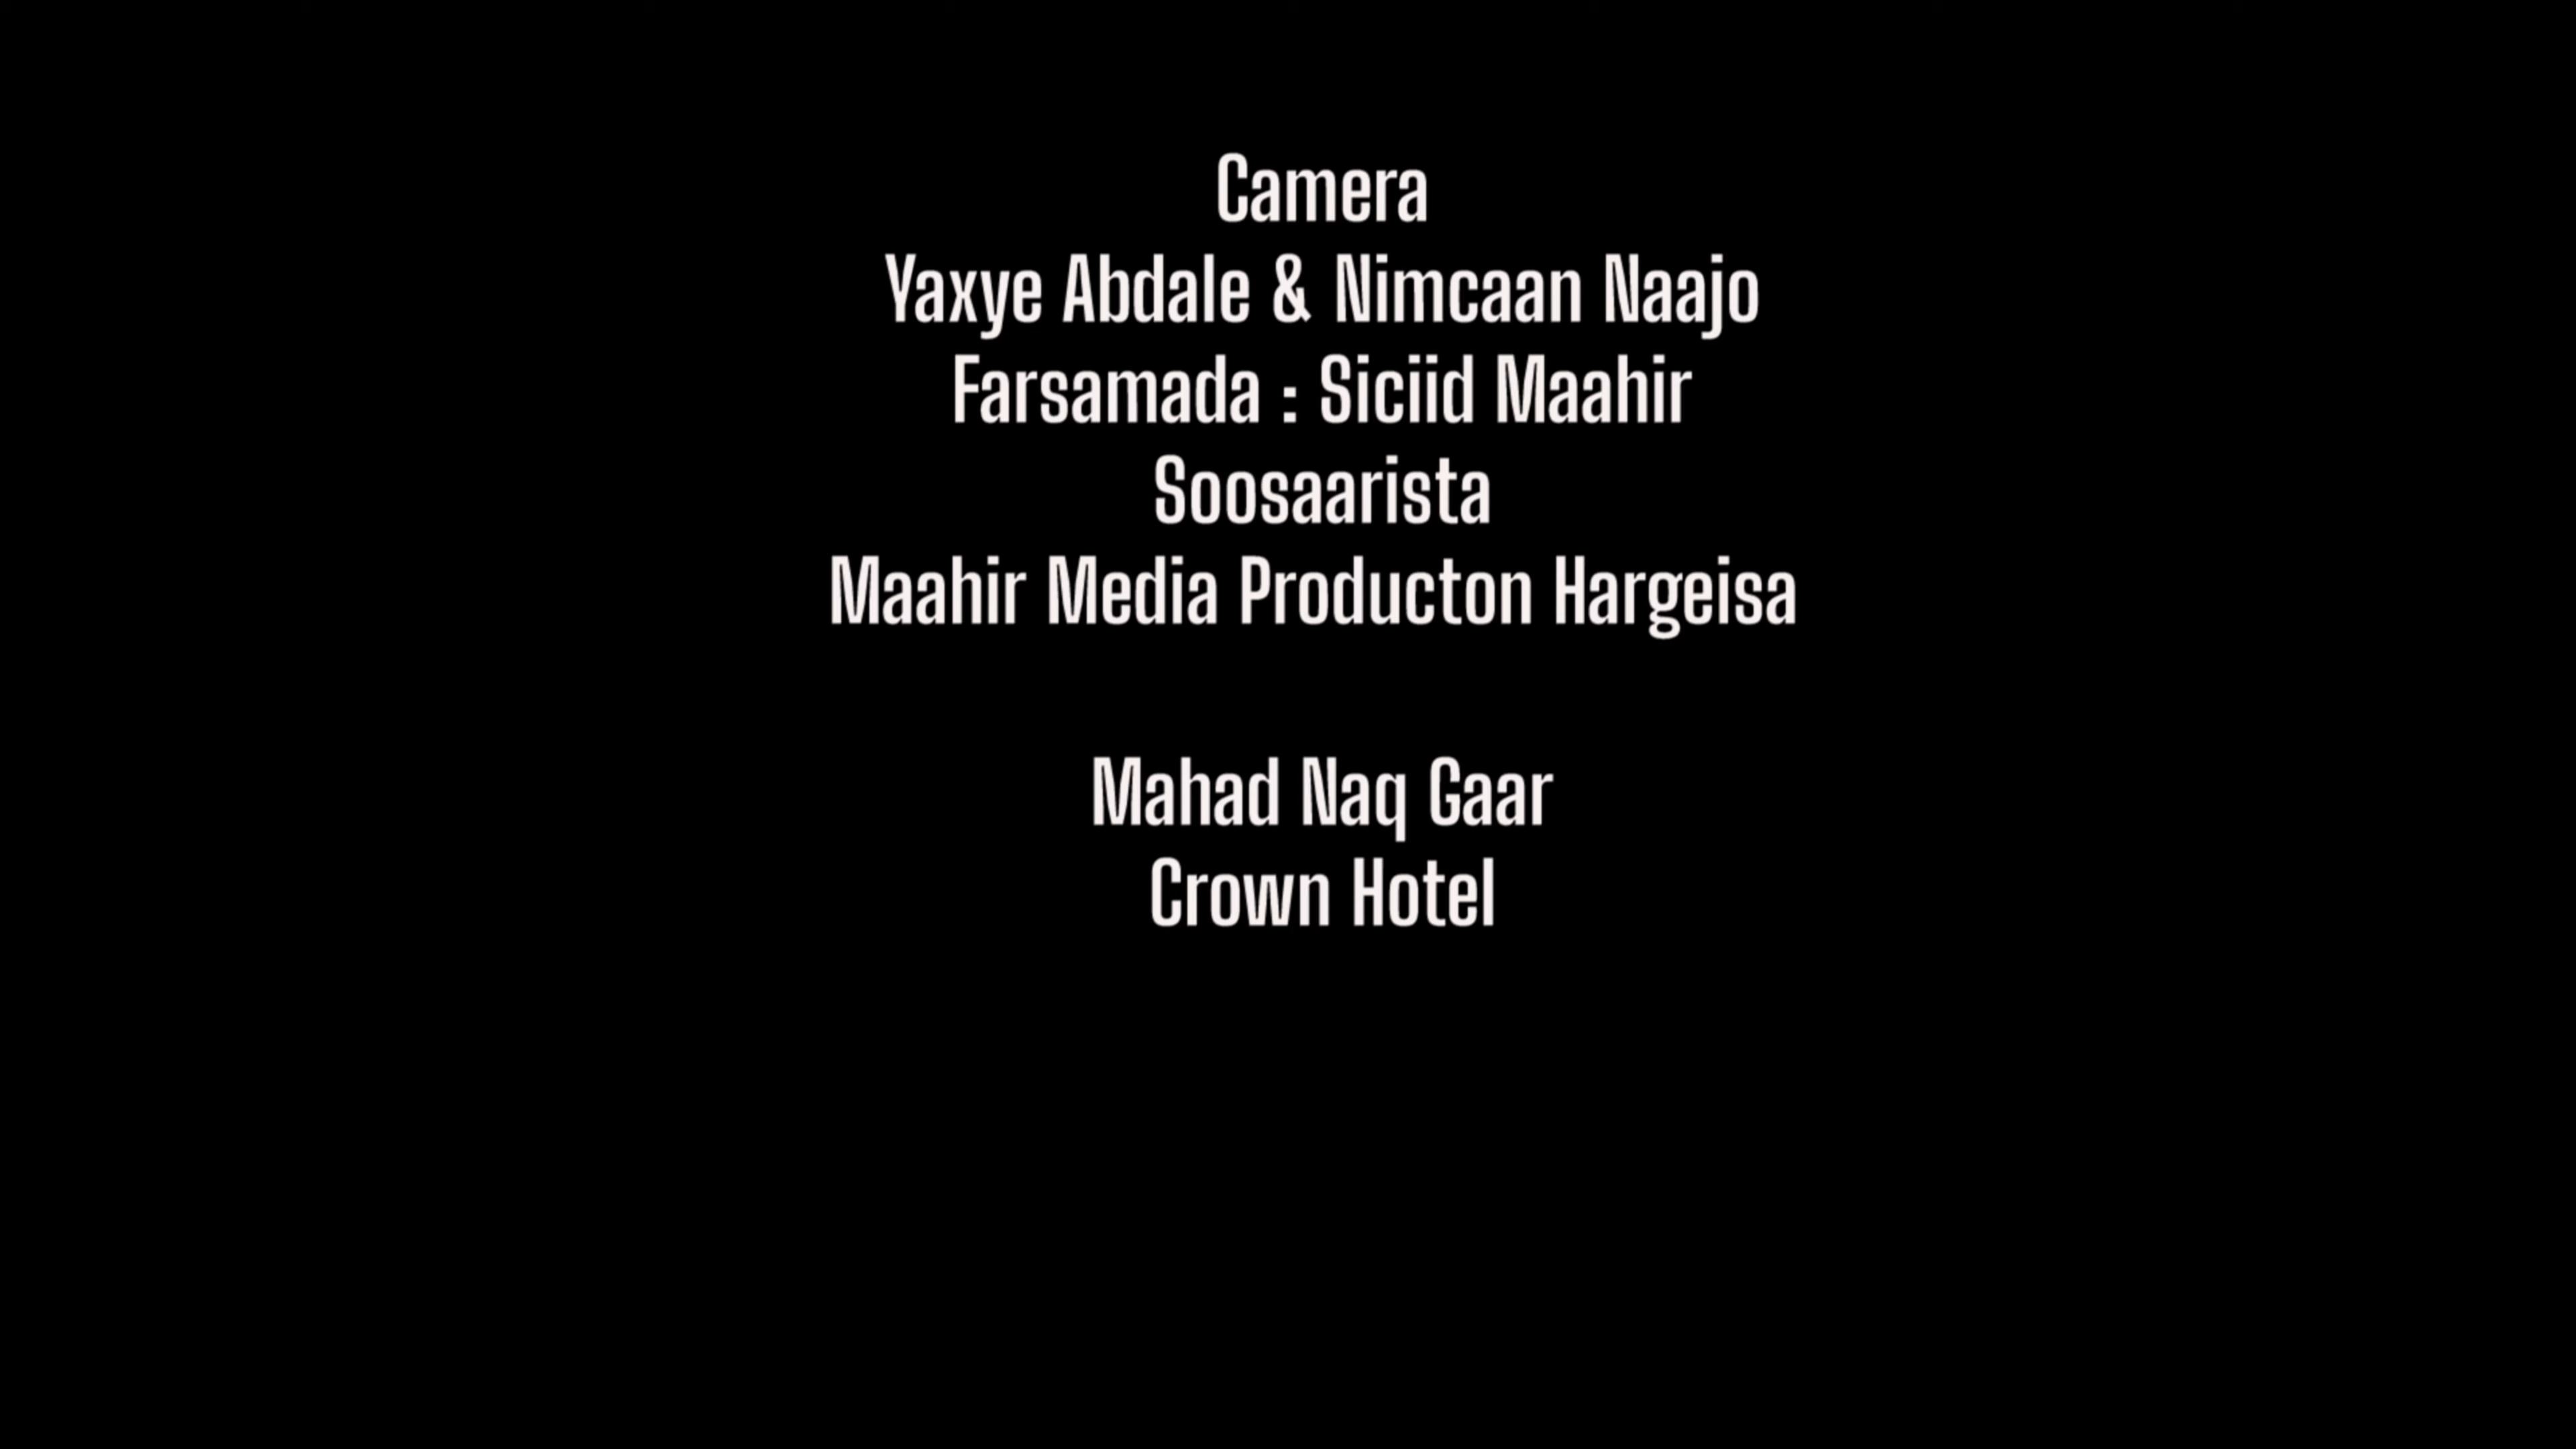 Camera
Yaxye Abdale & Nimcaan Naajo
Farsamada : Siciid Maahir
Soosaarista
Maahir Media Producton Hargeisa
Mahad Naq Gaar
Crown Hotel